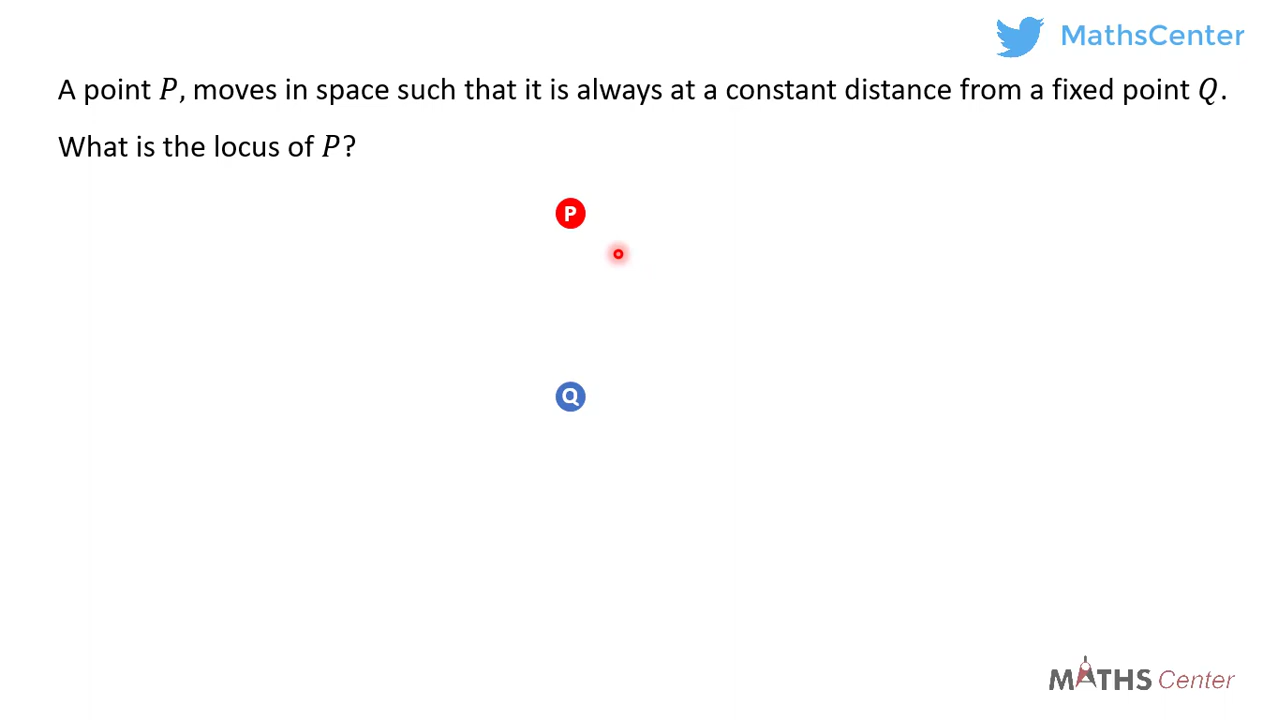 MathsCenter
A point P, moves in space such that it is always at a constant distance from a fixed point Q.
What is the locus of P?
P
Q
MATHS Center